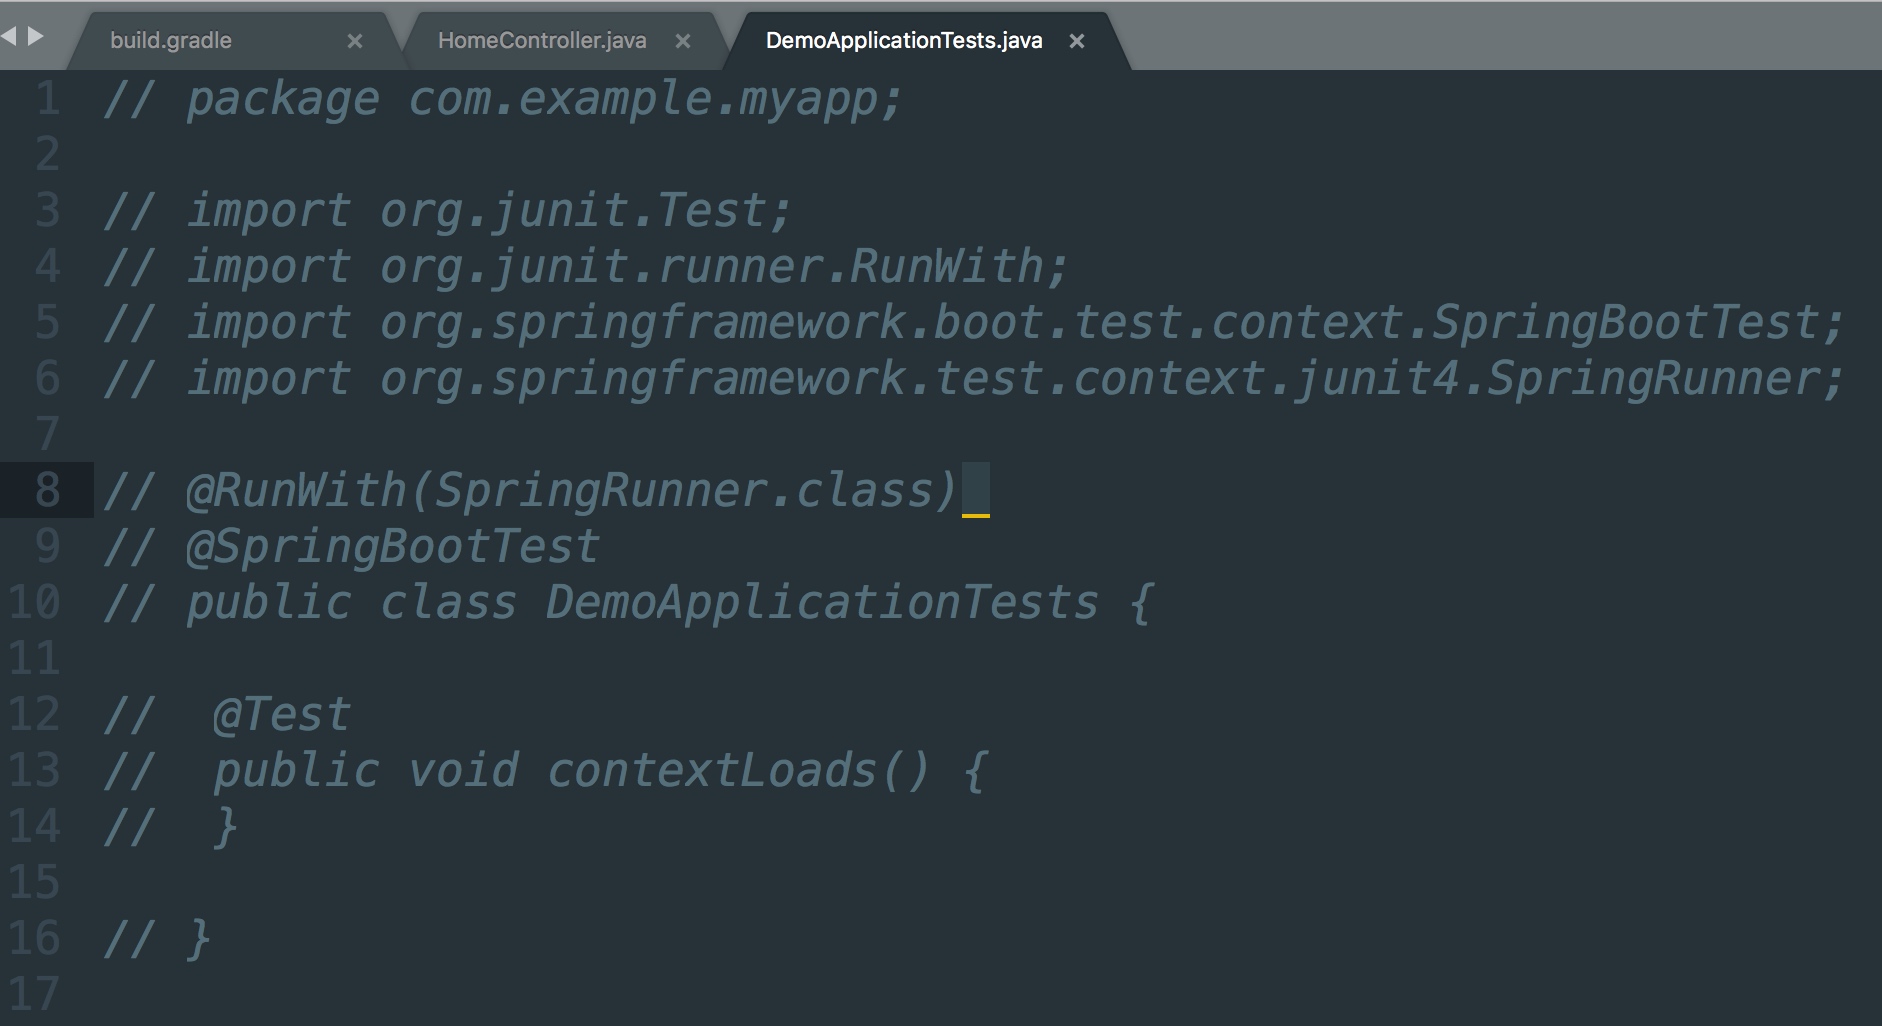 build.gradle × HomeController.java × DemoApplicationTests.java ×
1 // package com.example.myapp;
2
3 // import org.junit.Test;
4 // import org.junit.runner.RunWith;
5 // import org.springframework.boot.test.context.SpringBootTest;
6 // import org.springframework.test.context.junit4.SpringRunner;
7
8 // @RunWith(SpringRunner.class)
9 // @SpringBootTest
10 // public class DemoApplicationTests {
11
12 //  @Test
13 //  public void contextLoads() {
14 //  }
15
16 // }
17